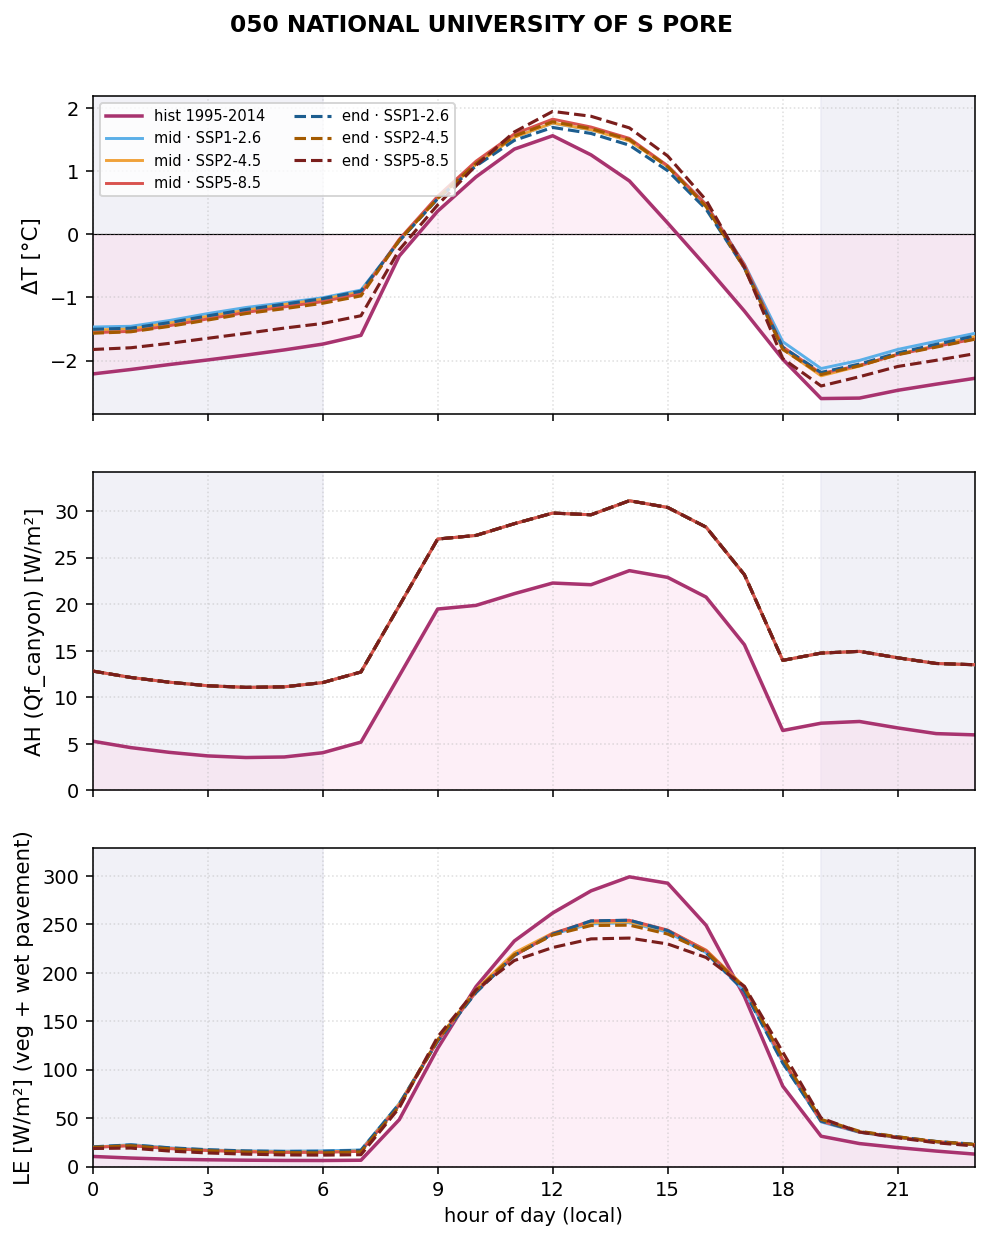 050 NATIONAL UNIVERSITY OF S PORE
hist 1995-2014
mid · SSP1-2.6
mid · SSP2-4.5
mid · SSP5-8.5
end · SSP1-2.6
end · SSP2-4.5
end · SSP5-8.5
ΔT [°C]
2
1
0
−1
−2
AH (Qf_canyon) [W/m²]
30
25
20
15
10
5
0
LE [W/m²] (veg + wet pavement)
300
250
200
150
100
50
0
0 3 6 9 12 15 18 21
hour of day (local)